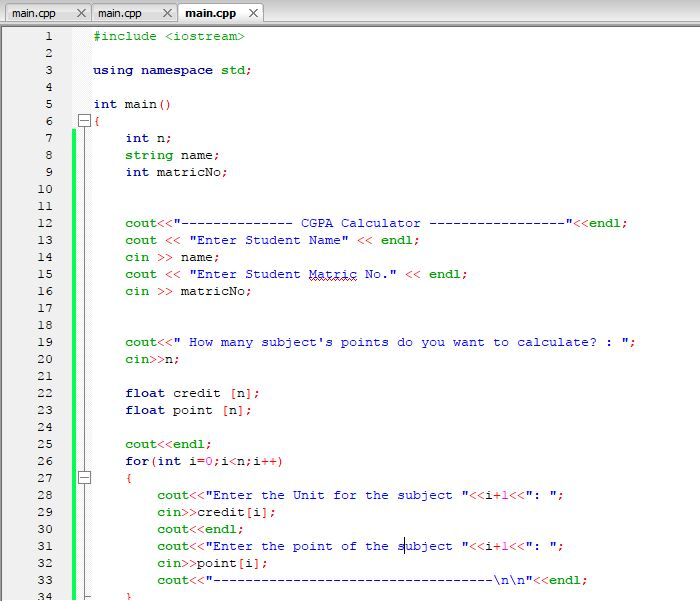 main.cpp main.cpp main.cpp
1 #include <iostream>
2
3 using namespace std;
4
5 int main()
6 {
7 int n;
8 string name;
9 int matricNo;
10
11
12 cout<<"-------------- CGPA Calculator -----------------"<<endl;
13 cout << "Enter Student Name" << endl;
14 cin >> name;
15 cout << "Enter Student Matric No." << endl;
16 cin >> matricNo;
17
18
19 cout<<" How many subject's points do you want to calculate? : ";
20 cin>>n;
21
22 float credit [n];
23 float point [n];
24
25 cout<<endl;
26 for(int i=0;i<n;i++)
27 {
28 cout<<"Enter the Unit for the subject "<<i+1<<": ";
29 cin>>credit[i];
30 cout<<endl;
31 cout<<"Enter the point of the subject "<<i+1<<": ";
32 cin>>point[i];
33 cout<<"-----------------------------------\n\n"<<endl;
34 }